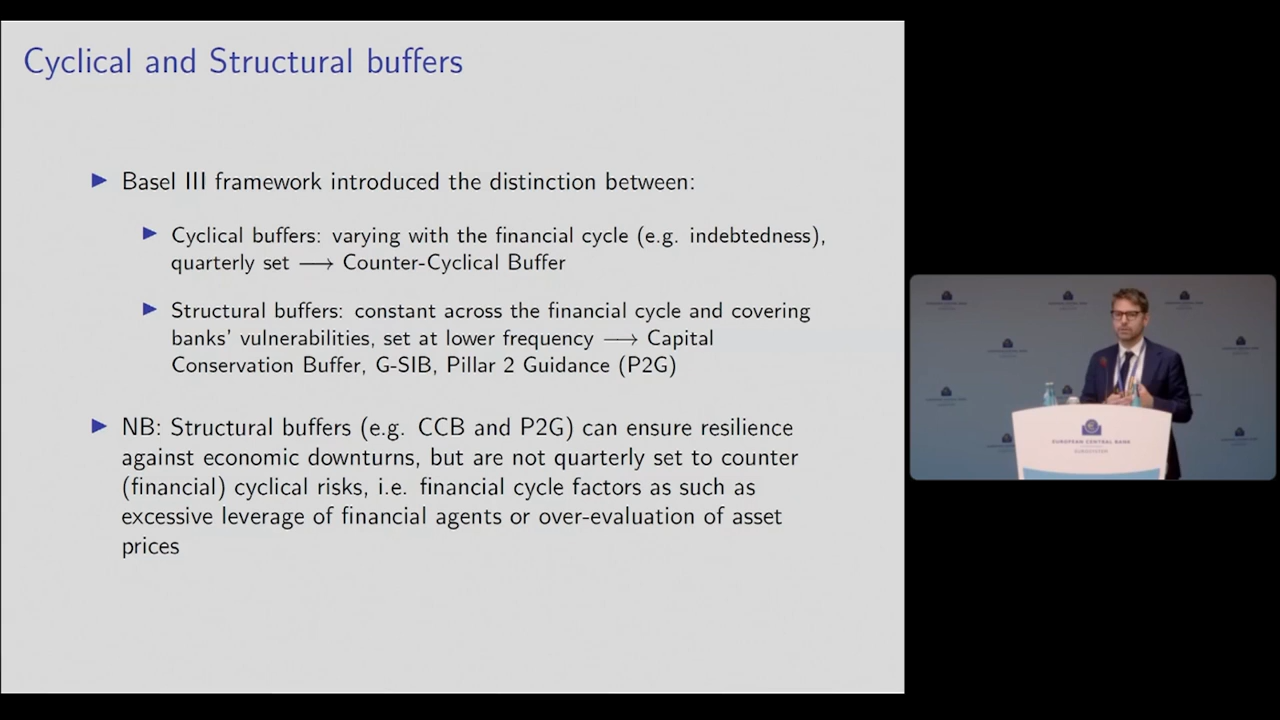 Cyclical and Structural buffers
Basel III framework introduced the distinction between:
Cyclical buffers: varying with the financial cycle (e.g. indebtedness),
quarterly set ⟶ Counter-Cyclical Buffer
Structural buffers: constant across the financial cycle and covering
banks' vulnerabilities, set at lower frequency ⟶ Capital
Conservation Buffer, G-SIB, Pillar 2 Guidance (P2G)
NB: Structural buffers (e.g. CCB and P2G) can ensure resilience
against economic downturns, but are not quarterly set to counter
(financial) cyclical risks, i.e. financial cycle factors as such as
excessive leverage of financial agents or over-evaluation of asset
prices
EUROPEAN CENTRAL BANK
EUROSYSTEM